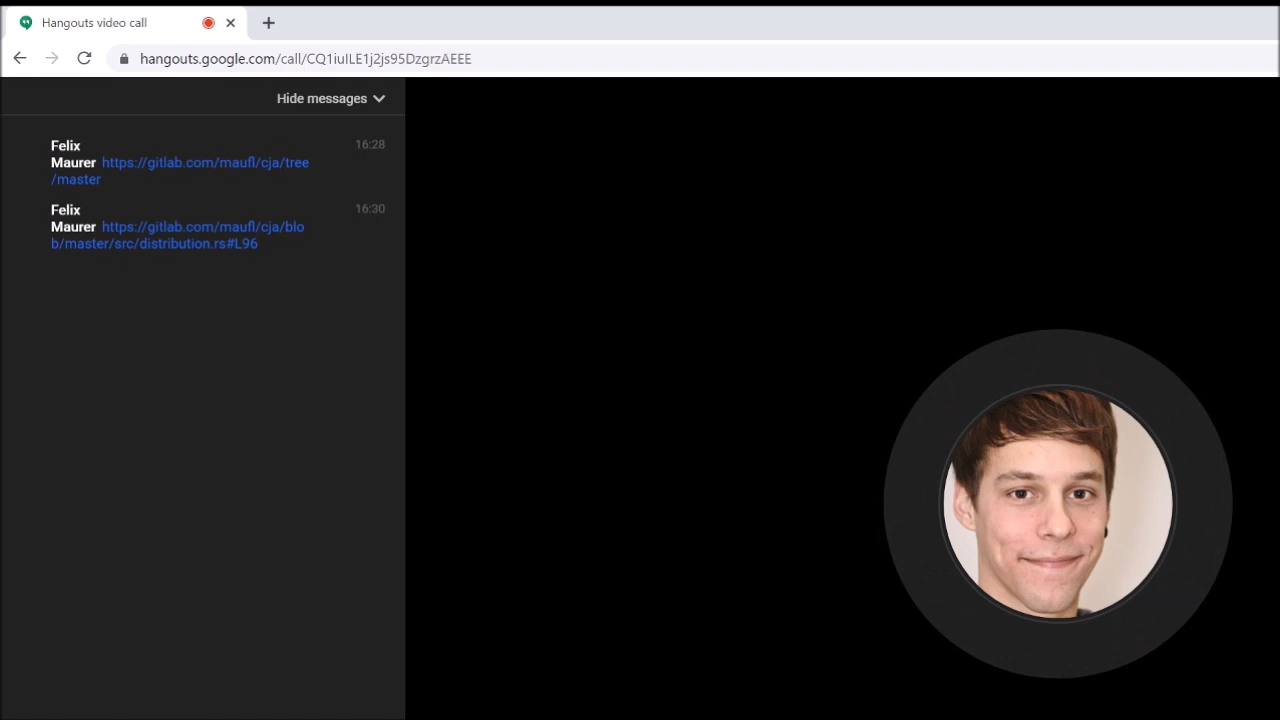 Hangouts video call
hangouts.google.com/call/CQ1iuILE1j2js95DzgrzAEEE
Hide messages
Felix 16:28
Maurer https://gitlab.com/maufl/cja/tree
/master
Felix 16:30
Maurer https://gitlab.com/maufl/cja/blo
b/master/src/distribution.rs#L96